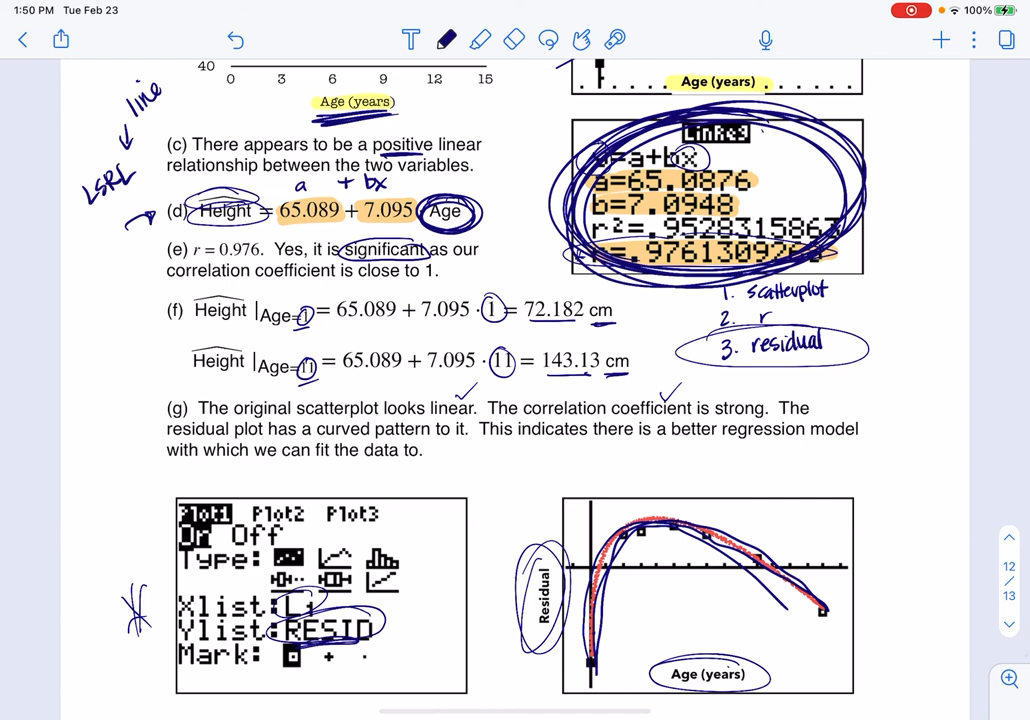 1:50 PM Tue Feb 23
100%
40
0 3 6 9 12 15
Age (years)
Age (years)
line
LSRL
(c) There appears to be a positive linear
relationship between the two variables.
a + bx
(d) Height = 65.089 + 7.095 · Age
(e) r = 0.976. Yes, it is significant as our
correlation coefficient is close to 1.
LinReg
y=a+bx
a=65.0876
b=7.0948
r²=.9528315863
1. scatterplot
2. r
3. residual
(f) Height |Age=1 = 65.089 + 7.095 · 1 = 72.182 cm
Height |Age=11 = 65.089 + 7.095 · 11 = 143.13 cm
(g) The original scatterplot looks linear. The correlation coefficient is strong. The
residual plot has a curved pattern to it. This indicates there is a better regression model
with which we can fit the data to.
Plot1 Plot2 Plot3
On Off
Type:
Xlist:L1
Ylist:RESID
Mark:
Residual
Age (years)
12
/
13